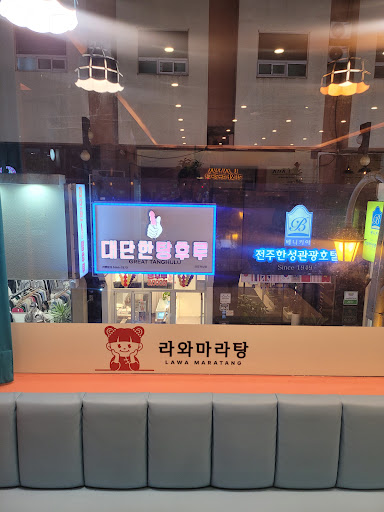 대단한탕후루
GREAT TANGHULU
베니키아
전주한성관광호텔
Since 1948
라와마라탕
LAWA MARATANG